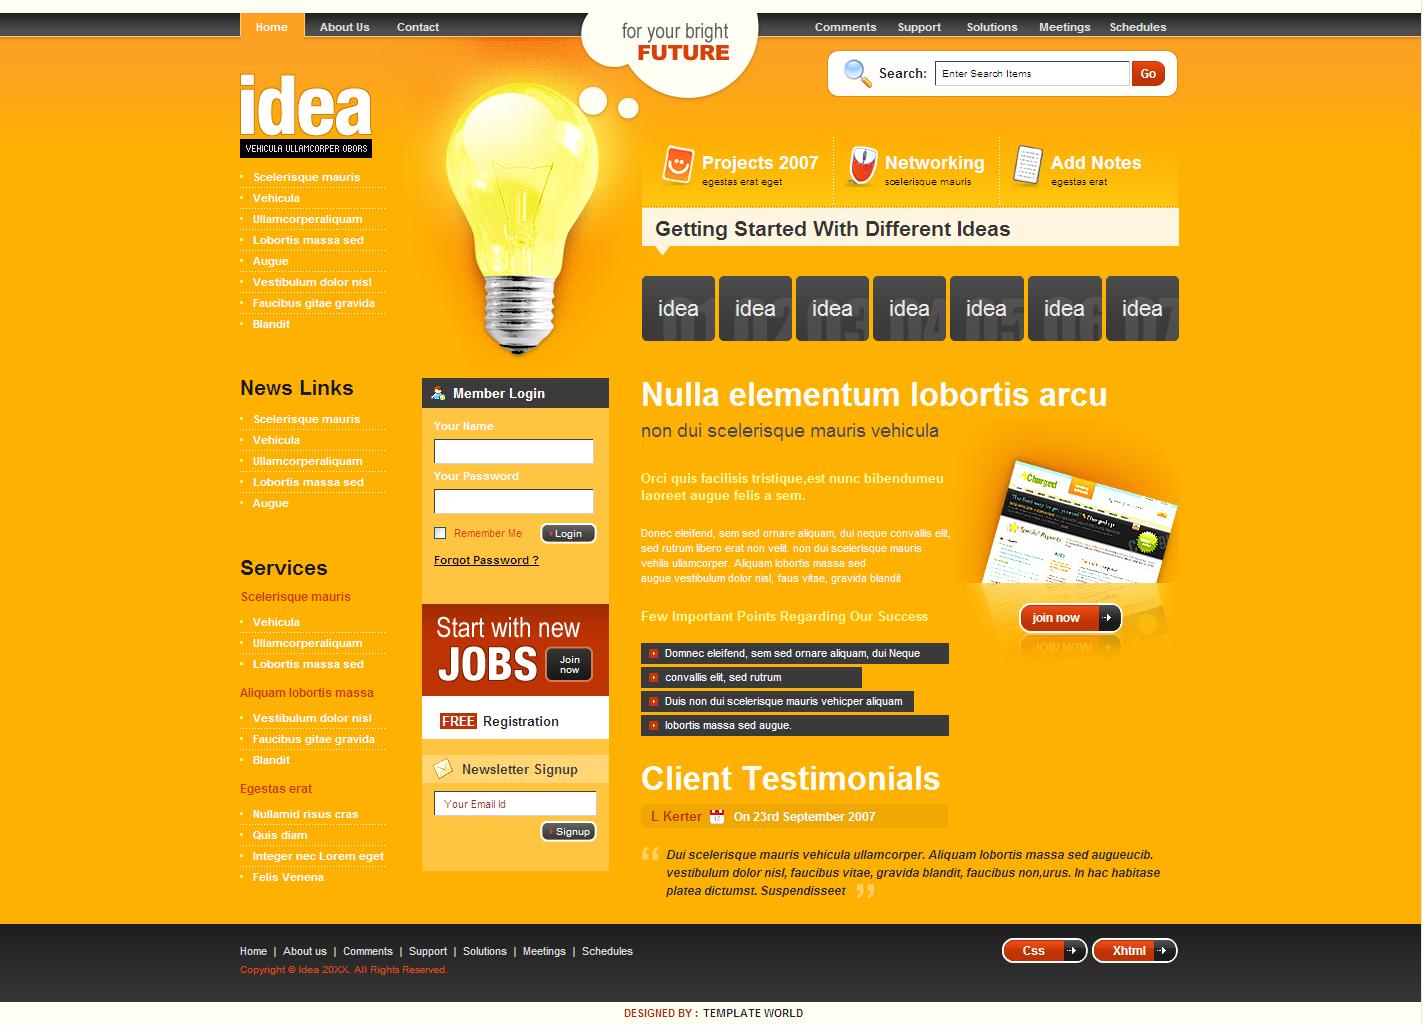 Home
About Us
Contact
for your bright
FUTURE
Comments
Support
Solutions
Meetings
Schedules
Search:
Enter Search Items
Go
idea
VEHICULA ULLAMCORPER OBORS
Scelerisque mauris
Vehicula
Ullamcorperaliquam
Lobortis massa sed
Augue
Vestibulum dolor nisl
Faucibus gitae gravida
Blandit
Projects 2007
egestas erat eget
Networking
scelerisque mauris
Add Notes
egestas erat
Getting Started With Different Ideas
idea 01
idea 02
idea 03
idea 04
idea 05
idea 06
idea 07
News Links
Scelerisque mauris
Vehicula
Ullamcorperaliquam
Lobortis massa sed
Augue
Services
Scelerisque mauris
Vehicula
Ullamcorperaliquam
Lobortis massa sed
Aliquam lobortis massa
Vestibulum dolor nisl
Faucibus gitae gravida
Blandit
Egestas erat
Nullamid risus cras
Quis diam
Integer nec Lorem eget
Felis Venena
Member Login
Your Name
Your Password
Remember Me
Login
Forgot Password ?
Start with new
JOBS
Join
now
FREE Registration
Newsletter Signup
Your Email Id
Signup
Nulla elementum lobortis arcu
non dui scelerisque mauris vehicula
Orci quis facilisis tristique,est nunc bibendumeu
laoreet augue felis a sem.
Donec eleifend, sem sed ornare aliquam, dui neque convallis elit,
sed rutrum libero erat non velit. non dui scelerisque mauris
vehila ullamcorper. Aliquam lobortis massa sed
augue.vestibulum dolor nisl, faus vitae, gravida blandit
Charged
join now
JOIN NOW
Few Important Points Regarding Our Success
Domnec eleifend, sem sed ornare aliquam, dui Neque
convallis elit, sed rutrum
Duis non dui scelerisque mauris vehicper aliquam
lobortis massa sed augue.
Client Testimonials
L Kerter 17 On 23rd September 2007
“ Dui scelerisque mauris vehicula ullamcorper. Aliquam lobortis massa sed augueucib.
vestibulum dolor nisl, faucibus vitae, gravida blandit, faucibus non,urus. In hac habitase
platea dictumst. Suspendisseet ”
Home | About us | Comments | Support | Solutions | Meetings | Schedules
Copyright © Idea 20XX. All Rights Reserved.
Css
Xhtml
DESIGNED BY : TEMPLATE WORLD